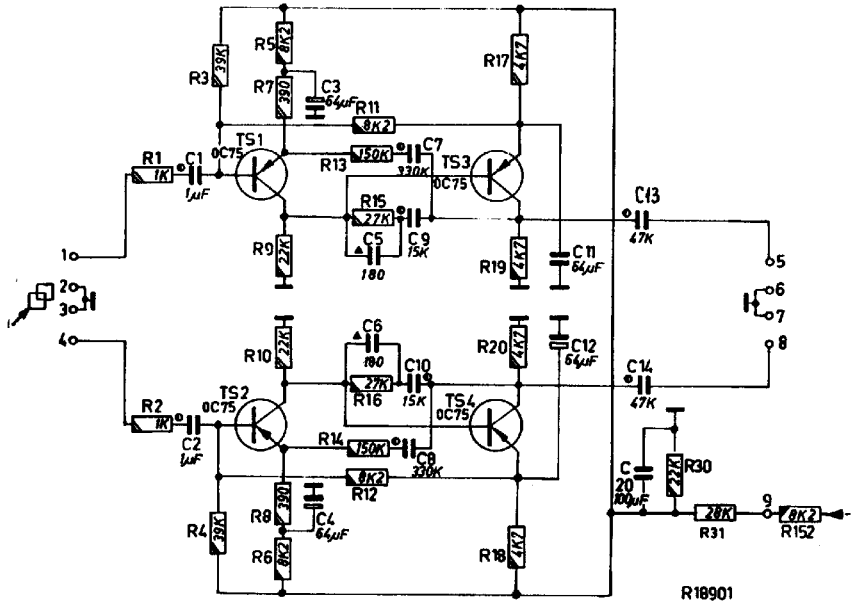 R3
39K
R5
8K2
R7
390
C3
64µF
R17
4K7
R11
8K2
TS1
OC75
R13
150K
C7
330K
TS3
OC75
R1
1K
C1
1µF
R15
27K
C9
15K
C13
47K
R9
22K
C5
180
R19
4K7
C11
64µF
1
2
3
4
5
6
7
8
R10
22K
C6
180
R16
27K
C10
15K
R20
4K7
C12
64µF
C14
47K
TS2
OC75
TS4
OC75
R2
1K
C2
1µF
R14
150K
C8
330K
R12
8K2
R4
39K
R8
390
C4
64µF
R6
8K2
R18
4K7
C
20
100µF
R30
22K
R31
28K
9
R152
8K2
R18901